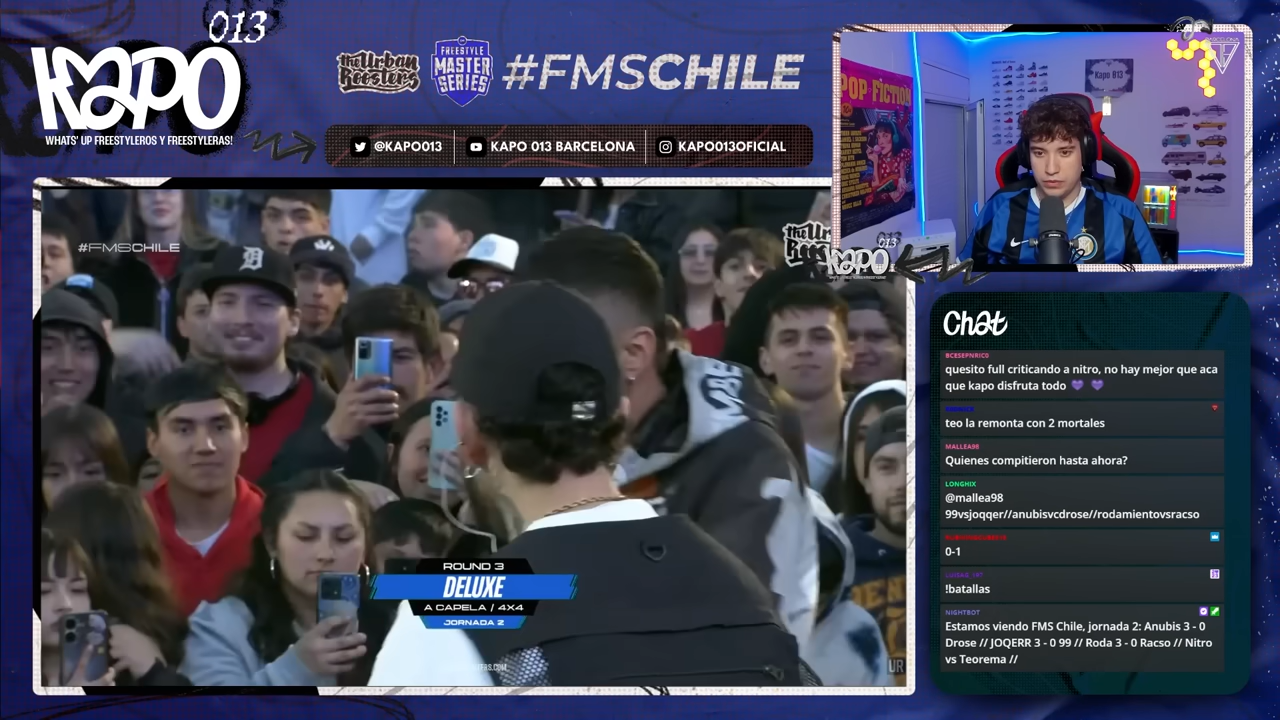 013
KAPO
WHATS' UP FREESTYLEROS Y FREESTYLERAS!
the Urban Roosters
FREESTYLE
MASTER
SERIES
#FMSCHILE
@KAPO013
KAPO 013 BARCELONA
KAPO013OFICIAL
POP FICTION
Kapo 013
#FMSCHILE
013
KAPO
ROUND 3
DELUXE
A CAPELA / 4X4
JORNADA 2
UR
Chat
BCESEPNRIC0
quesito full criticando a nitro, no hay mejor que aca
que kapo disfruta todo 💜 💜
teo la remonta con 2 mortales
MALLEA98
Quienes compitieron hasta ahora?
LONGHIX
@mallea98
99vsjoqqer//anubisvcdrose//rodamientovsracso
0-1
!batallas
NIGHTBOT
Estamos viendo FMS Chile, jornada 2: Anubis 3 - 0
Drose // JOQERR 3 - 0 99 // Roda 3 - 0 Racso // Nitro
vs Teorema //